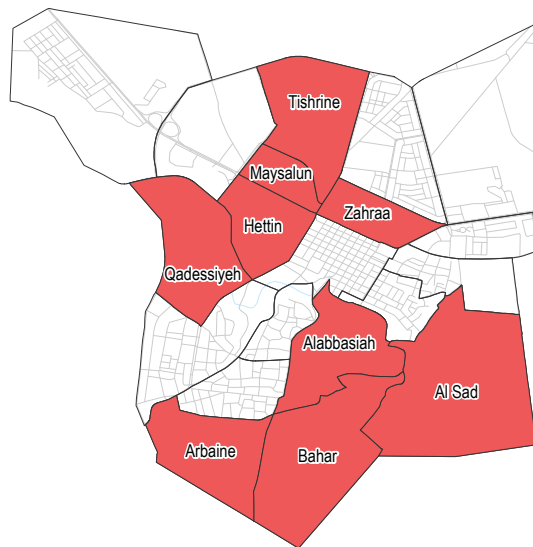 Tishrine
Maysalun
Zahraa
Hettin
Qadessiyeh
Alabbasiah
Al Sad
Arbaine
Bahar